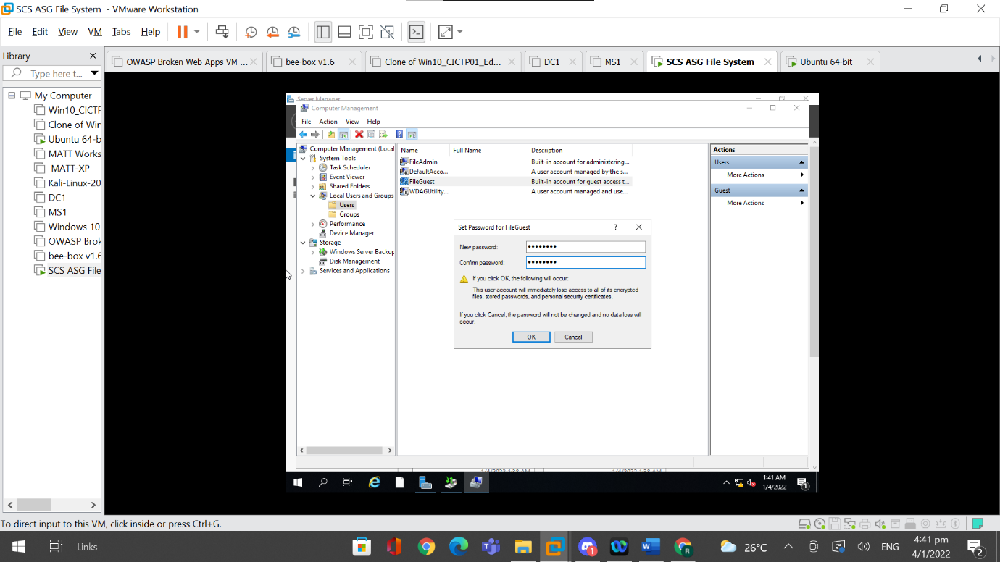 SCS ASG File System - VMware Workstation
File Edit View VM Tabs Help
Library
Type here t...
OWASP Broken Web Apps VM ...
bee-box v1.6
Clone of Win10_CICTP01_Ed...
DC1
MS1
SCS ASG File System
Ubuntu 64-bit
My Computer
Win10_CICTF
Clone of Win
Ubuntu 64-b
MATT Works
MATT-XP
Kali-Linux-20
DC1
MS1
Windows 10
OWASP Brok
bee-box v1.6
SCS ASG File
Server Manager
Computer Management
File Action View Help
Computer Management (Local
System Tools
Task Scheduler
Event Viewer
Shared Folders
Local Users and Groups
Users
Groups
Performance
Device Manager
Storage
Windows Server Backup
Disk Management
Services and Applications
Name Full Name Description
FileAdmin Built-in account for administering...
DefaultAcco... A user account managed by the s...
FileGuest Built-in account for guest access t...
WDAGUtility... A user account managed and use...
Actions
Users
More Actions
Guest
More Actions
Set Password for FileGuest
?
New password: ••••••••
Confirm password: ••••••••
If you click OK, the following will occur:
This user account will immediately lose access to all of its encrypted
files, stored passwords, and personal security certificates.
If you click Cancel, the password will not be changed and no data loss will
occur.
OK Cancel
1/4/2022 1:38 AM 1/4/2022 1:38 AM
1:41 AM
1/4/2022
1
To direct input to this VM, click inside or press Ctrl+G.
Links
1
26°C
ENG
4:41 pm
4/1/2022
2